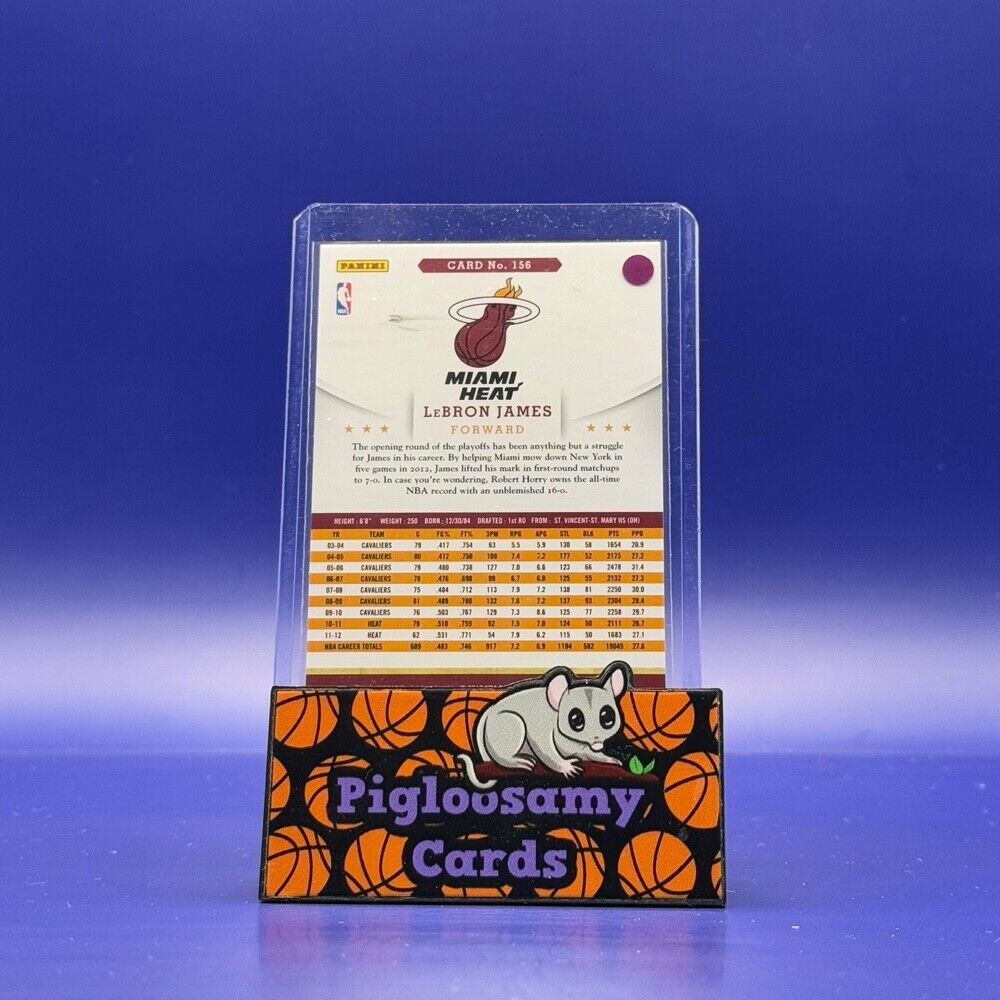 PANINI
CARD No. 156
NBA
MIAMI
HEAT
LeBRON JAMES
FORWARD
The opening round of the playoffs has been anything but a struggle
for James in his career. By helping Miami mow down New York in
five games in 2012, James lifted his mark in first-round matchups
to 7-0. In case you're wondering, Robert Horry owns the all-time
NBA record with an unblemished 16-0.
HEIGHT: 6'8" WEIGHT: 250 BORN: 12/30/84 DRAFTED: 1st RD FROM: ST. VINCENT-ST. MARY HS (OH)
YR TEAM G FG% FT% 3PM RPG APG STL BLK PTS PPG
03-04 CAVALIERS 79 .417 .754 63 5.5 5.9 130 58 1654 20.9
04-05 CAVALIERS 80 .472 .750 108 7.4 7.2 177 52 2175 27.2
05-06 CAVALIERS 79 .480 .738 127 7.0 6.6 123 66 2478 31.4
06-07 CAVALIERS 78 .476 .698 99 6.7 6.0 125 55 2132 27.3
07-08 CAVALIERS 75 .484 .712 113 7.9 7.2 138 81 2250 30.0
08-09 CAVALIERS 81 .489 .780 132 7.6 7.2 137 93 2304 28.4
09-10 CAVALIERS 76 .503 .767 129 7.3 8.6 125 77 2258 29.7
10-11 HEAT 79 .510 .759 92 7.5 7.0 124 50 2111 26.7
11-12 HEAT 62 .531 .771 54 7.9 6.2 115 50 1683 27.1
NBA CAREER TOTALS 689 .483 .746 917 7.2 6.9 1194 582 19045 27.6
Pigloosamy
Cards